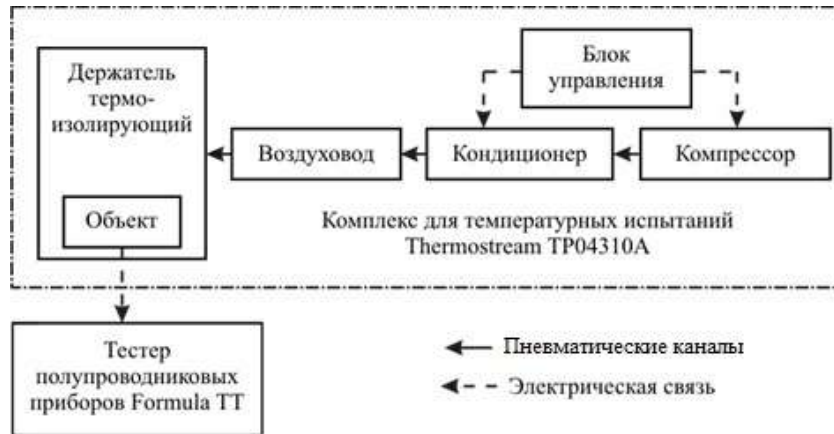 Держатель
термо-
изолирующий
Блок
управления
Воздуховод
Кондиционер
Компрессор
Объект
Комплекс для температурных испытаний
Thermostream TP04310A
Тестер
полупроводниковых
приборов Formula TT
Пневматические каналы
Электрическая связь